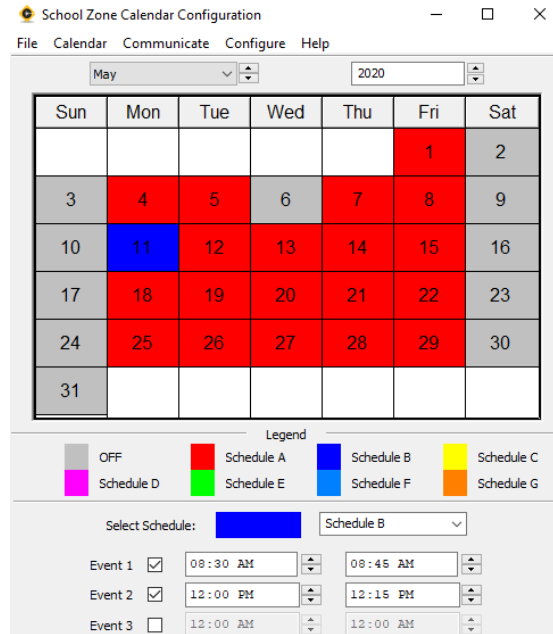 School Zone Calendar Configuration
File Calendar Communicate Configure Help
May 2020
Sun Mon Tue Wed Thu Fri Sat
1 2
3 4 5 6 7 8 9
10 11 12 13 14 15 16
17 18 19 20 21 22 23
24 25 26 27 28 29 30
31
Legend
OFF Schedule A Schedule B Schedule C
Schedule D Schedule E Schedule F Schedule G
Select Schedule: Schedule B
Event 1 08:30 AM 08:45 AM
Event 2 12:00 PM 12:15 PM
Event 3 12:00 AM 12:00 AM